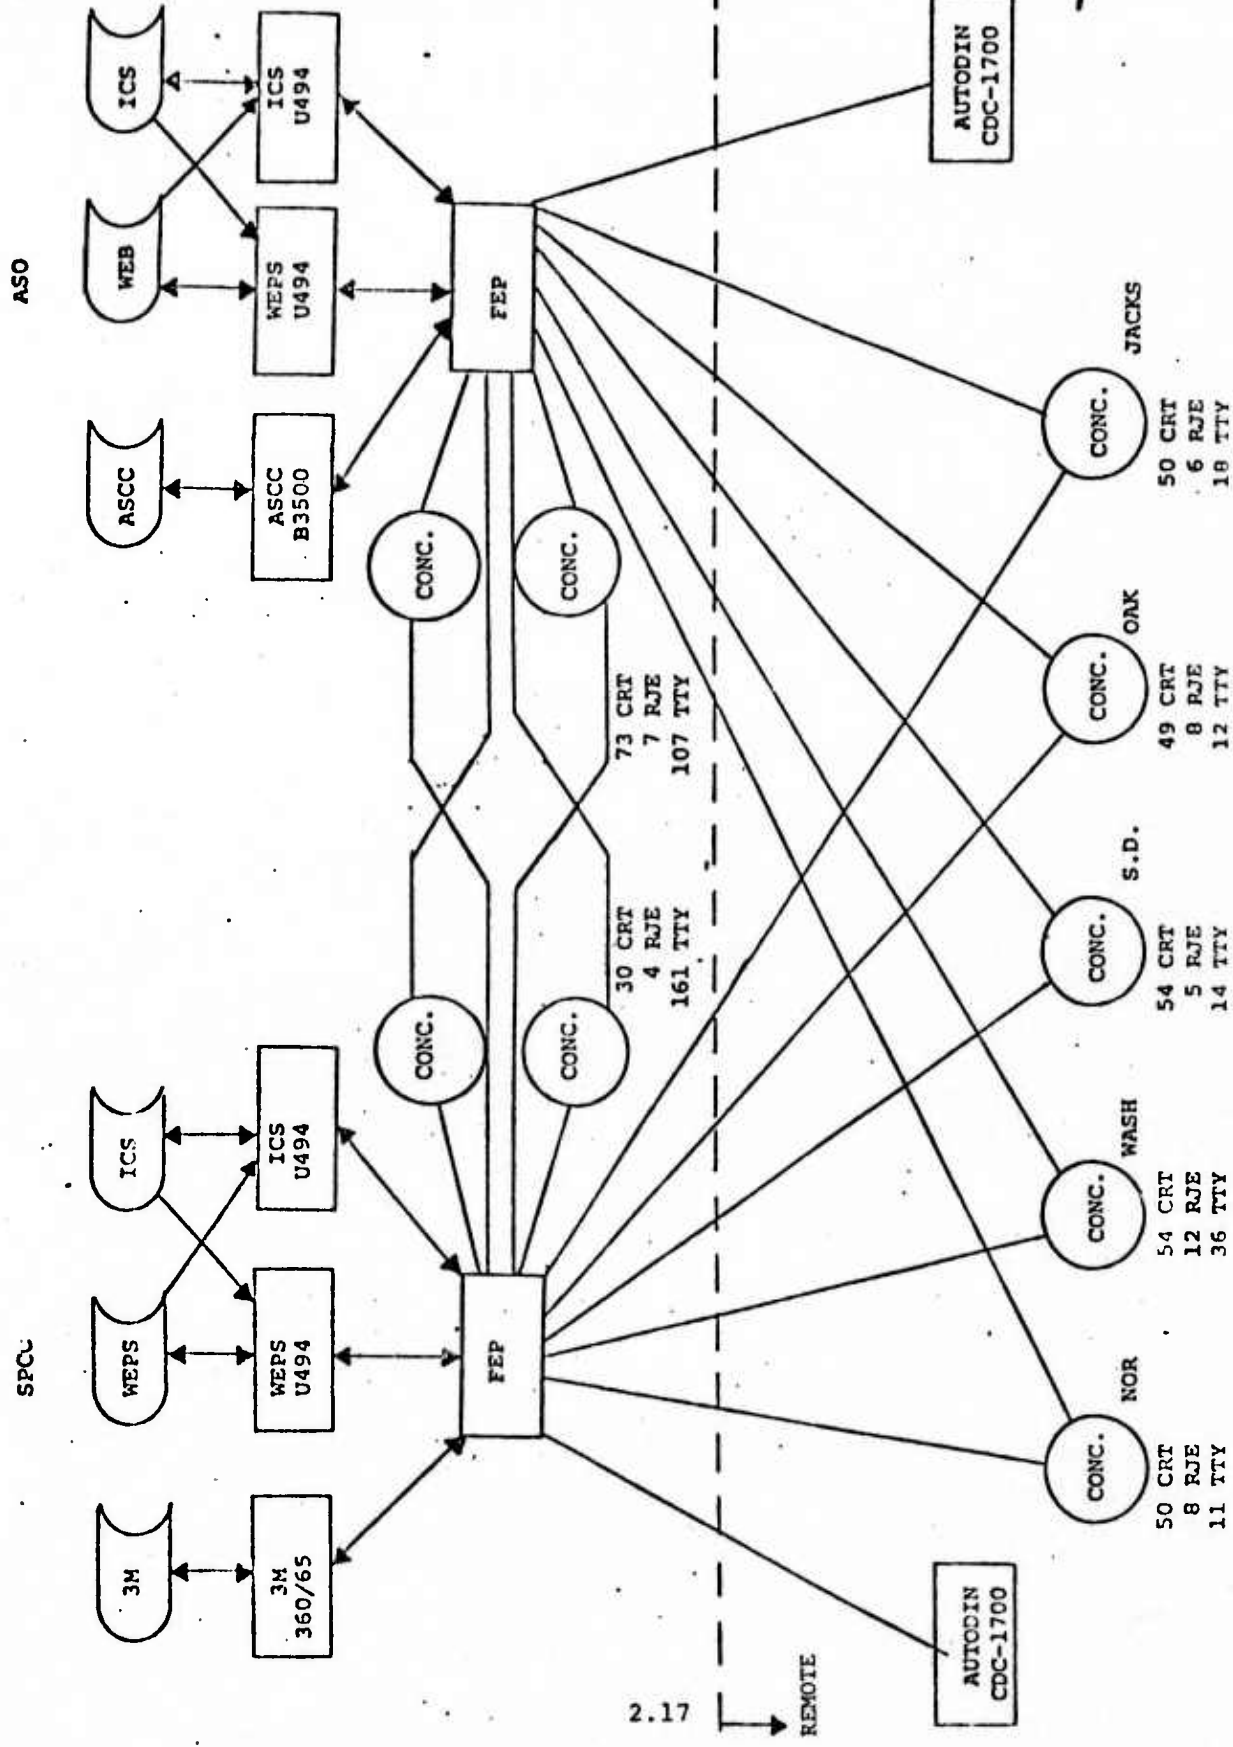 SPCC
ASO
3M
WEPS
ICS
ASCC
WEB
ICS
3M
360/65
WEPS
U494
ICS
U494
ASCC
B3500
WEPS
U494
ICS
U494
FEP
FEP
CONC.
CONC.
CONC.
CONC.
30 CRT
4 RJE
161 TTY
73 CRT
7 RJE
107 TTY
2.17
REMOTE
AUTODIN
CDC-1700
AUTODIN
CDC-1700
CONC.
NOR
50 CRT
8 RJE
11 TTY
CONC.
WASH
54 CRT
12 RJE
36 TTY
CONC.
S.D.
54 CRT
5 RJE
14 TTY
CONC.
OAK
49 CRT
8 RJE
12 TTY
CONC.
JACKS
50 CRT
6 RJE
18 TTY